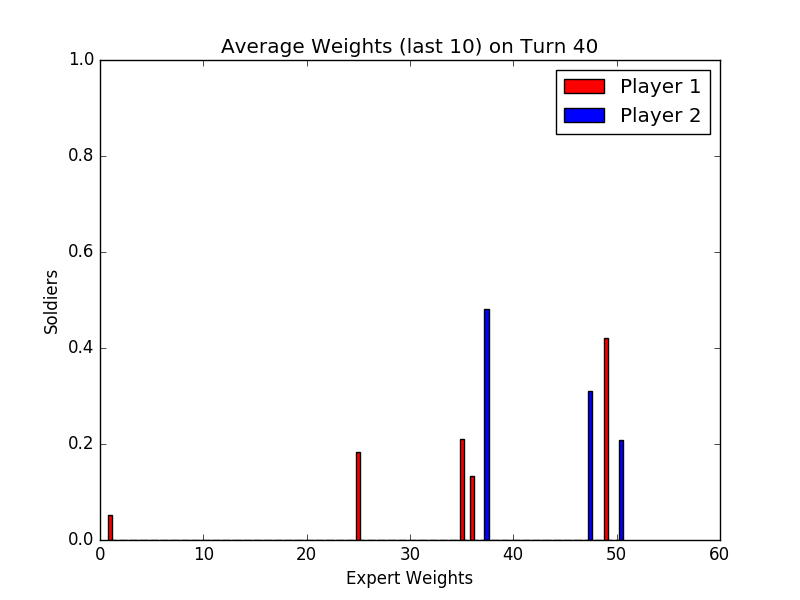 Average Weights (last 10) on Turn 40
1.0
0.8
0.6
0.4
0.2
0.0
Soldiers
Player 1
Player 2
0 10 20 30 40 50 60
Expert Weights